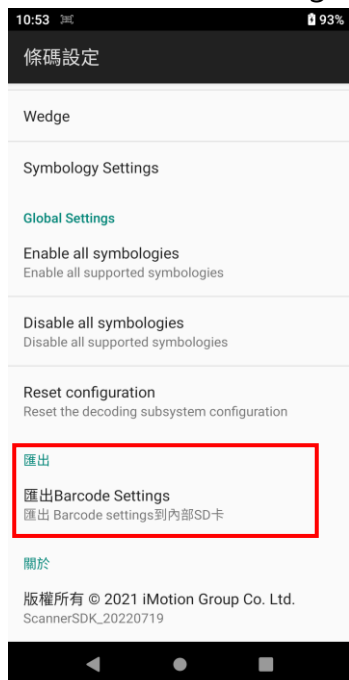 10:53
93%
條碼設定
Wedge
Symbology Settings
Global Settings
Enable all symbologies
Enable all supported symbologies
Disable all symbologies
Disable all supported symbologies
Reset configuration
Reset the decoding subsystem configuration
匯出
匯出Barcode Settings
匯出 Barcode settings到內部SD卡
關於
版權所有 © 2021 iMotion Group Co. Ltd.
ScannerSDK_20220719